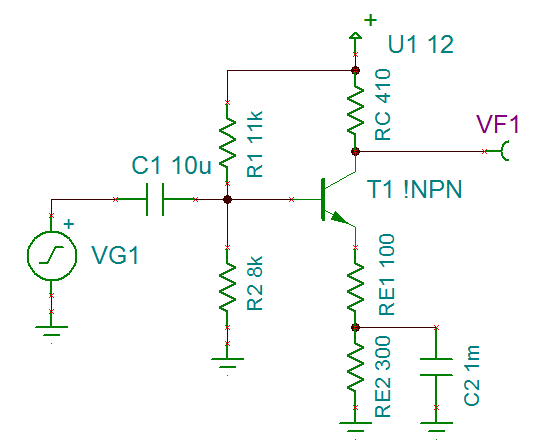 +
U1 12
RC 410
VF1
R1 11k
C1 10u
T1 !NPN
+
VG1
R2 8k
RE1 100
RE2 300
C2 1m